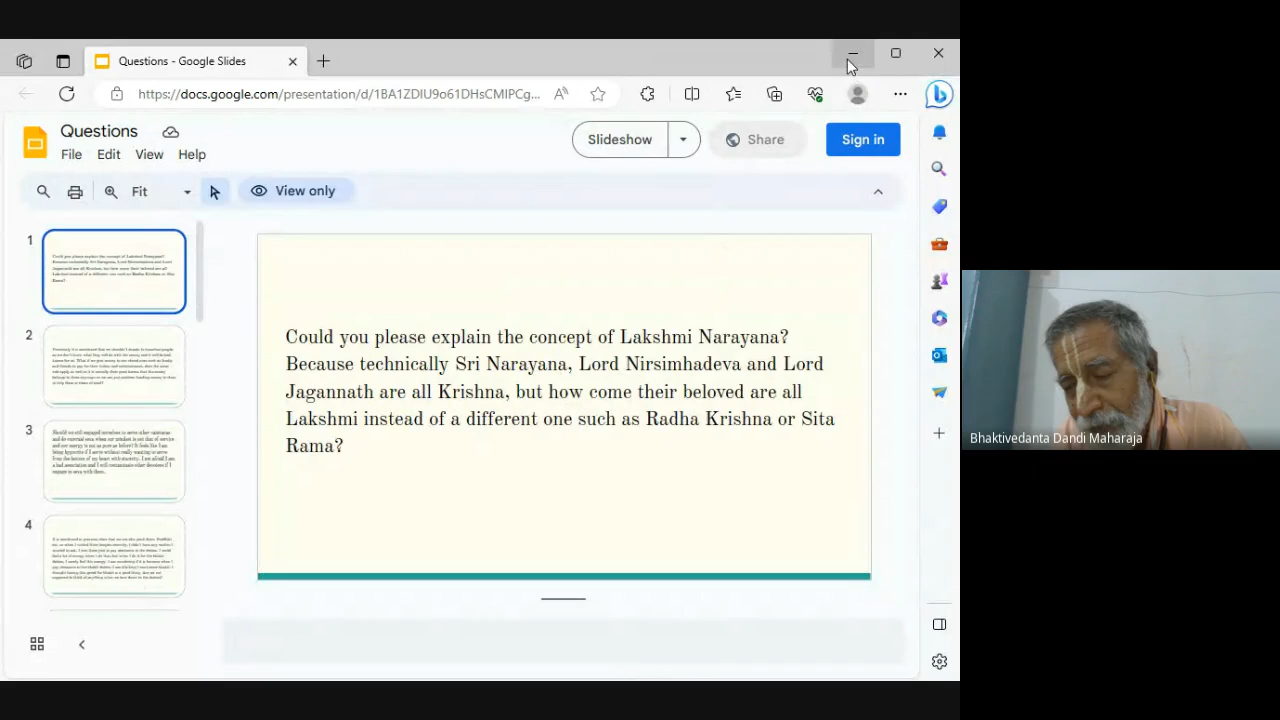 Questions - Google Slides
https://docs.google.com/presentation/d/1BA1ZDIU9o61DHsCMIPCg...
Questions
File Edit View Help
Slideshow
Share
Sign in
Fit
View only
1
2
3
4
Could you please explain the concept of Lakshmi Narayana?
Because technically Sri Narayana, Lord Nirsimhadeva and Lord
Jagannath are all Krishna, but how come their beloved are all
Lakshmi instead of a different one such as Radha Krishna or Sita
Rama?
Bhaktivedanta Dandi Maharaja